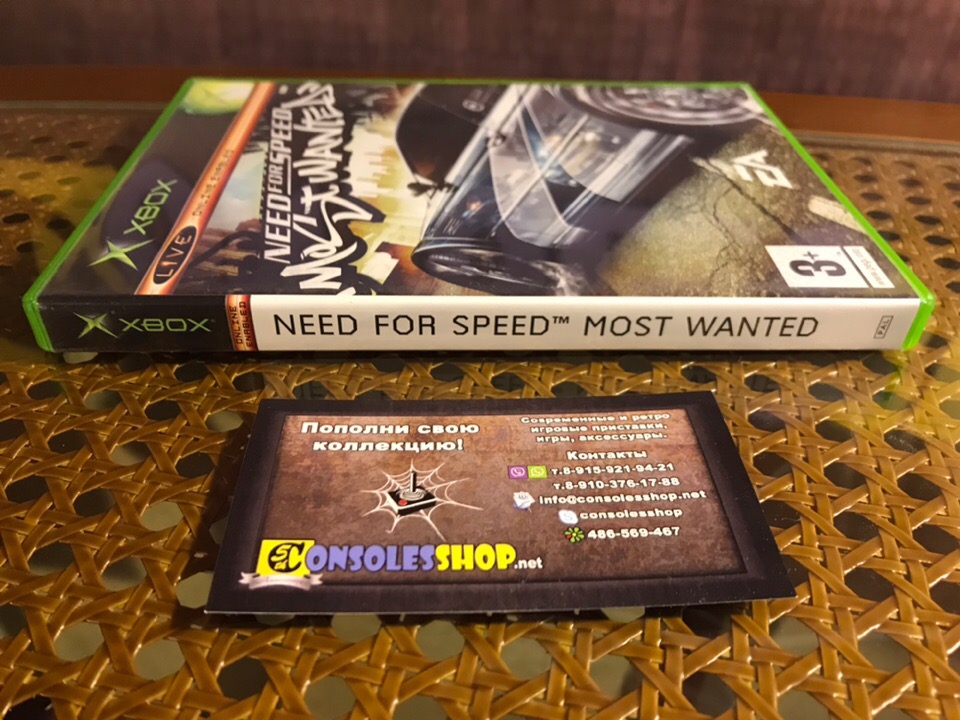 NEED FOR SPEED
MOST WANTED
XBOX
LIVE ONLINE ENABLED
EA
3+
XBOX
ONLINE ENABLED
NEED FOR SPEED™ MOST WANTED
PAL
Пополни свою
коллекцию!
Современные и ретро
игровые приставки,
игры, аксессуары.
Контакты
т.8-915-921-94-21
т.8-910-376-17-88
info@consolesshop.net
consolesshop
486-569-467
CONSOLESSHOP.net